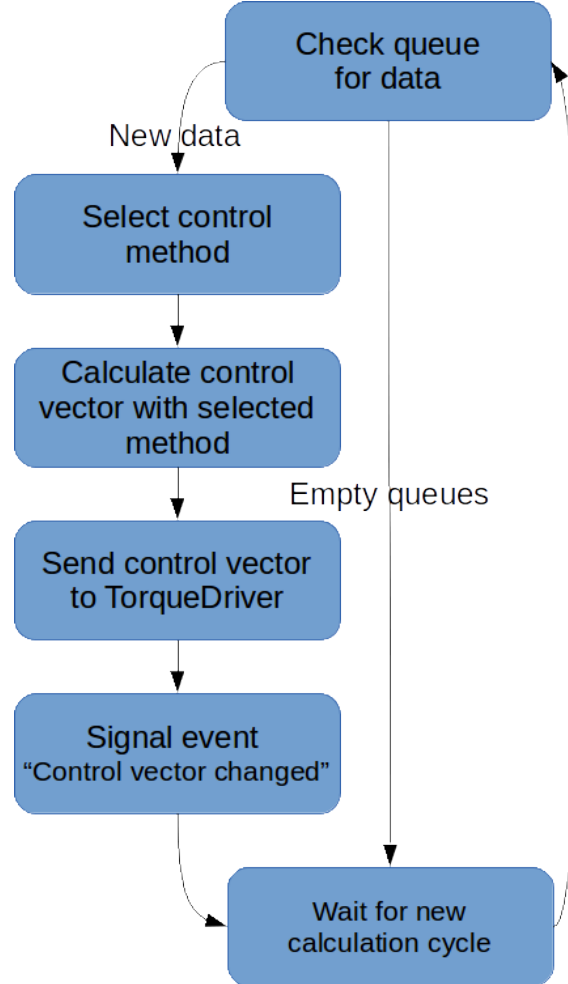 Check queue
for data
New data
Select control
method
Calculate control
vector with selected
method
Empty queues
Send control vector
to TorqueDriver
Signal event
“Control vector changed”
Wait for new
calculation cycle